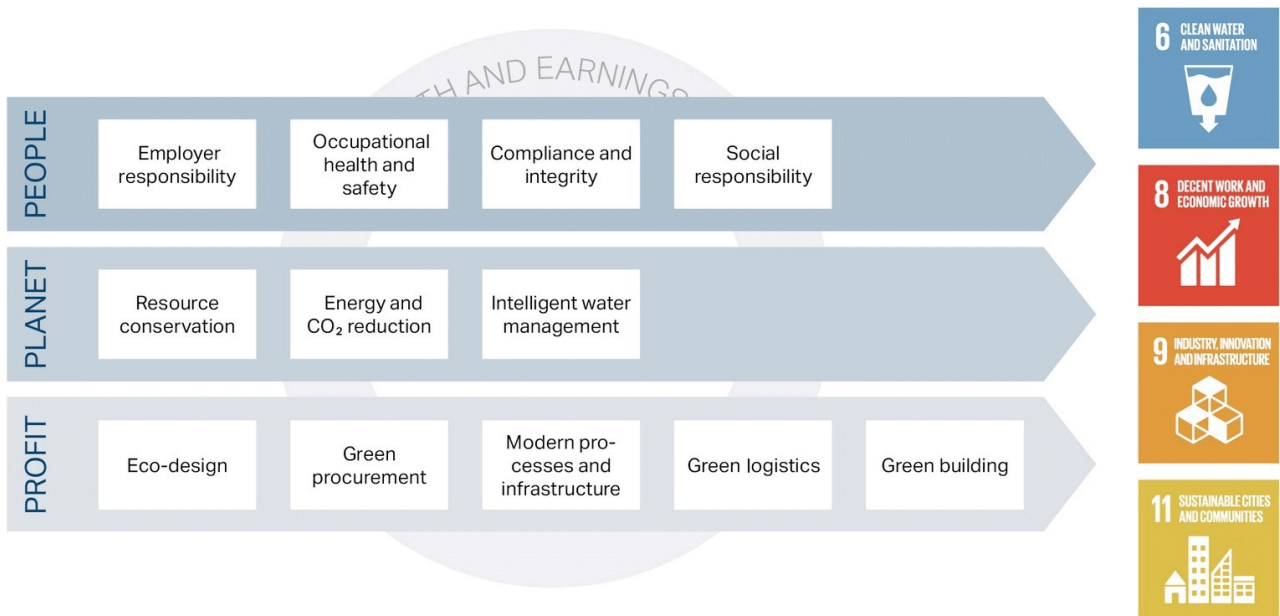 TH AND EARNINGS
PEOPLE
Employer
responsibility
Occupational
health and
safety
Compliance and
integrity
Social
responsibility
PLANET
Resource
conservation
Energy and
CO₂ reduction
Intelligent water
management
PROFIT
Eco-design
Green
procurement
Modern pro-
cesses and
infrastructure
Green logistics
Green building
6 CLEAN WATER
AND SANITATION
8 DECENT WORK AND
ECONOMIC GROWTH
9 INDUSTRY, INNOVATION
AND INFRASTRUCTURE
11 SUSTAINABLE CITIES
AND COMMUNITIES